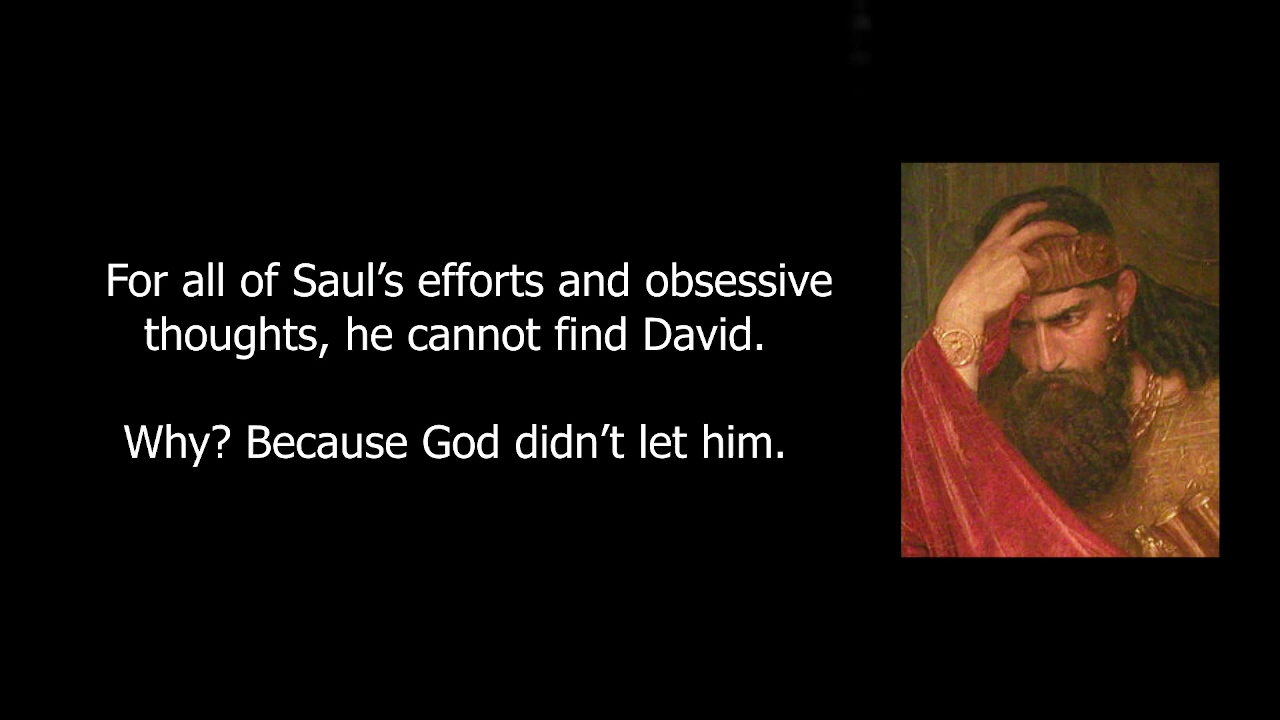 For all of Saul’s efforts and obsessive
thoughts, he cannot find David.
Why? Because God didn’t let him.